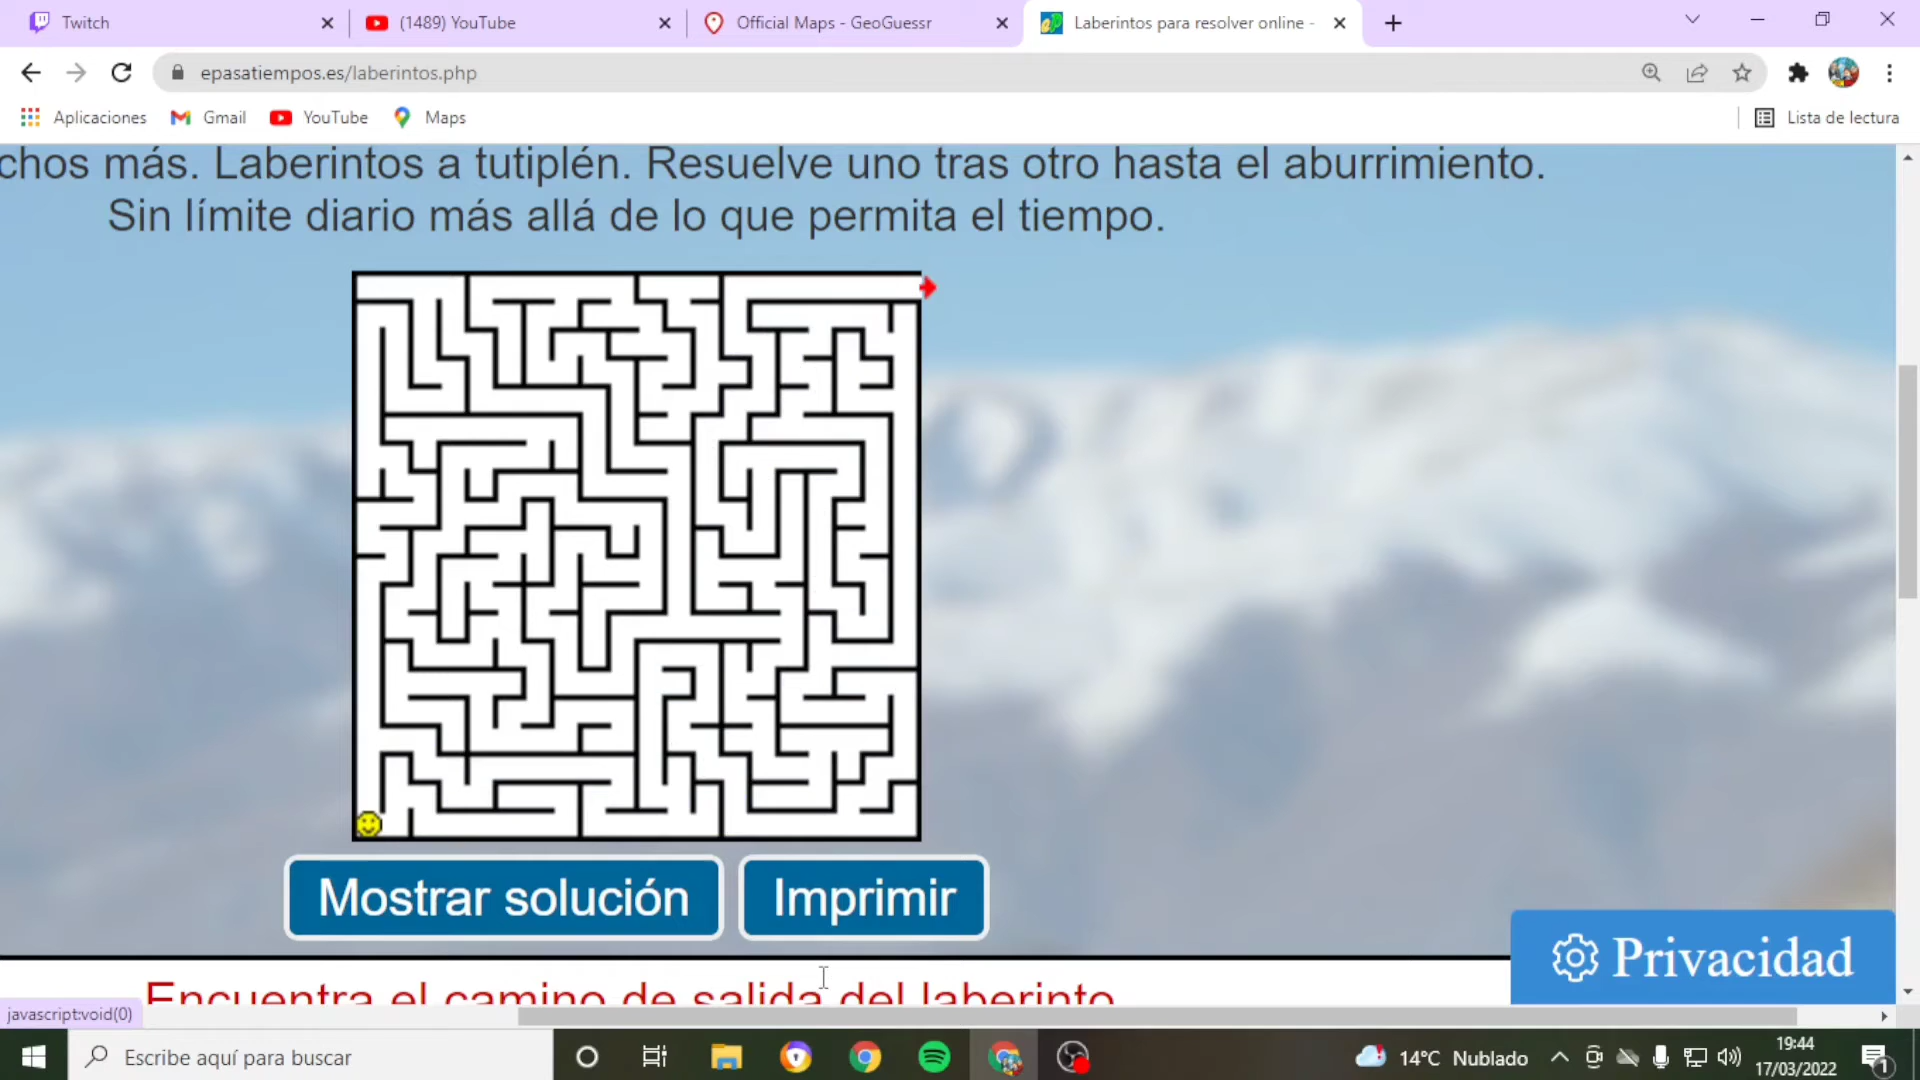 Twitch
(1489) YouTube
Official Maps - GeoGuessr
Laberintos para resolver online -
epasatiempos.es/laberintos.php
Aplicaciones
Gmail
YouTube
Maps
Lista de lectura
chos más. Laberintos a tutiplén. Resuelve uno tras otro hasta el aburrimiento.
Sin límite diario más allá de lo que permita el tiempo.
Mostrar solución
Imprimir
Privacidad
Encuentra el camino de salida del laberinto
javascript:void(0)
Escribe aquí para buscar
14°C Nublado
19:44
17/03/2022
1